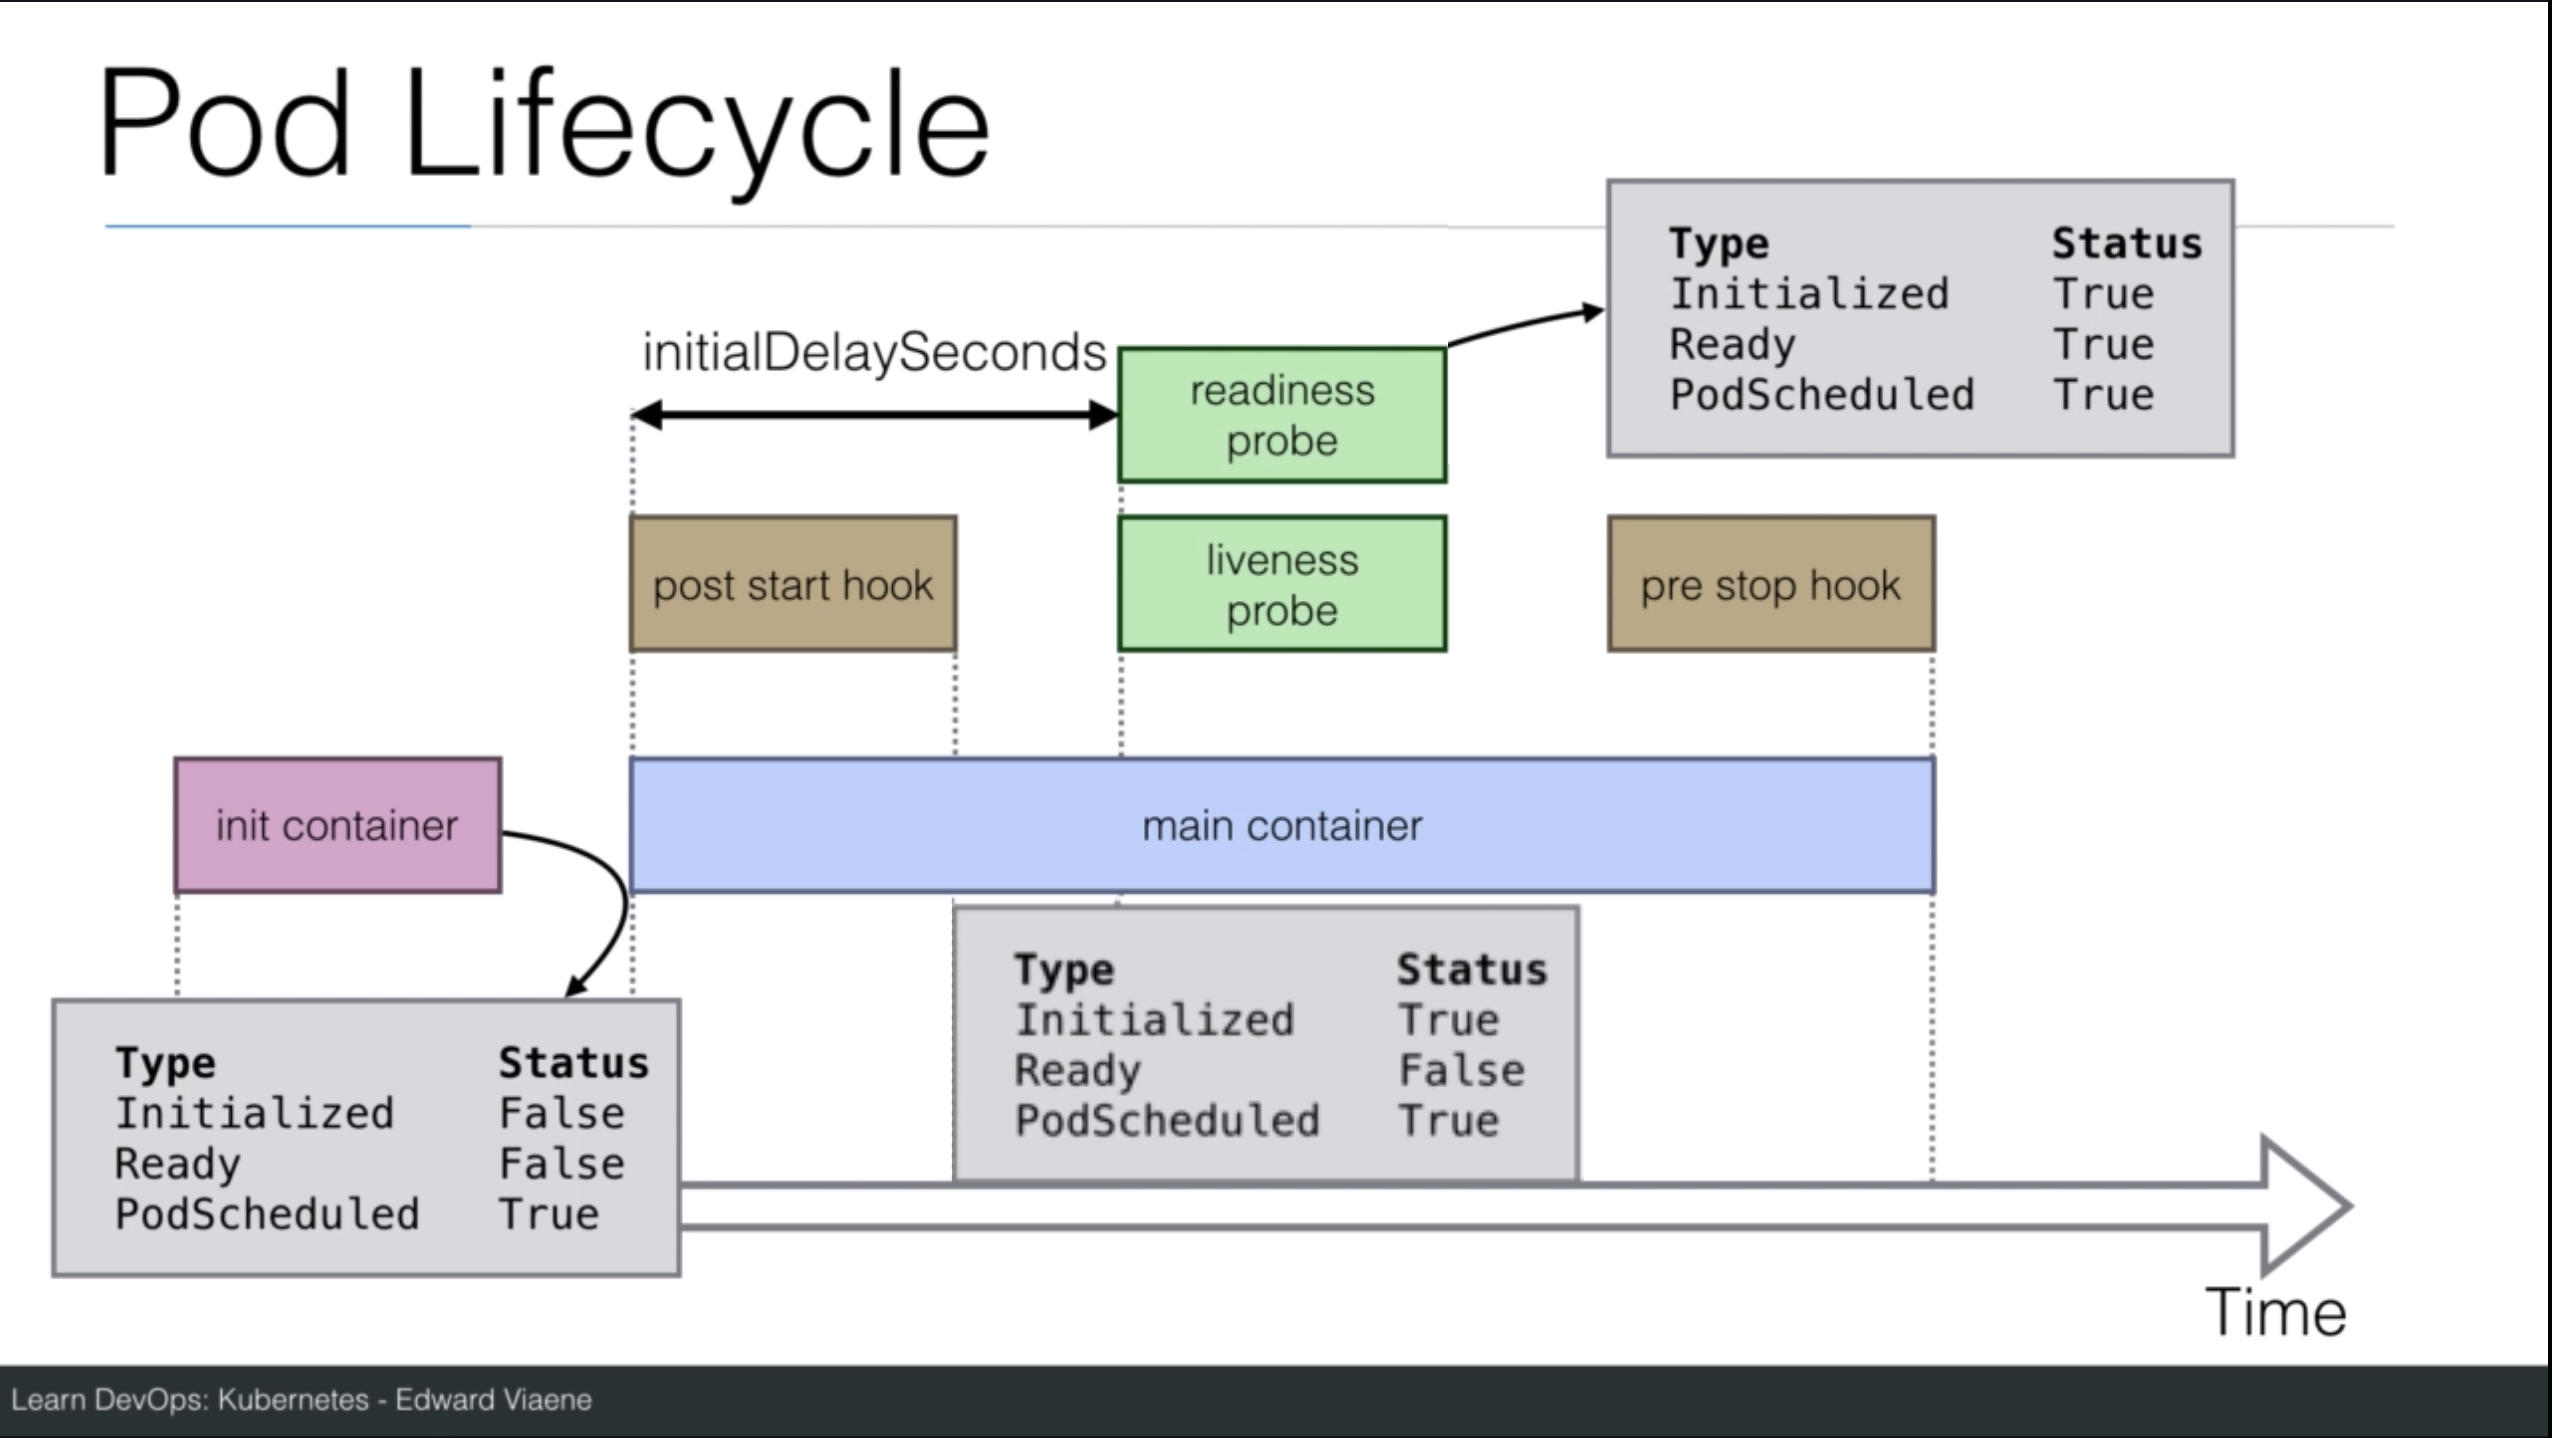 Pod Lifecycle
Type Status
Initialized True
Ready True
PodScheduled True
initialDelaySeconds
readiness
probe
post start hook
liveness
probe
pre stop hook
init container
main container
Type Status
Initialized True
Ready False
PodScheduled True
Type Status
Initialized False
Ready False
PodScheduled True
Time
Learn DevOps: Kubernetes - Edward Viaene